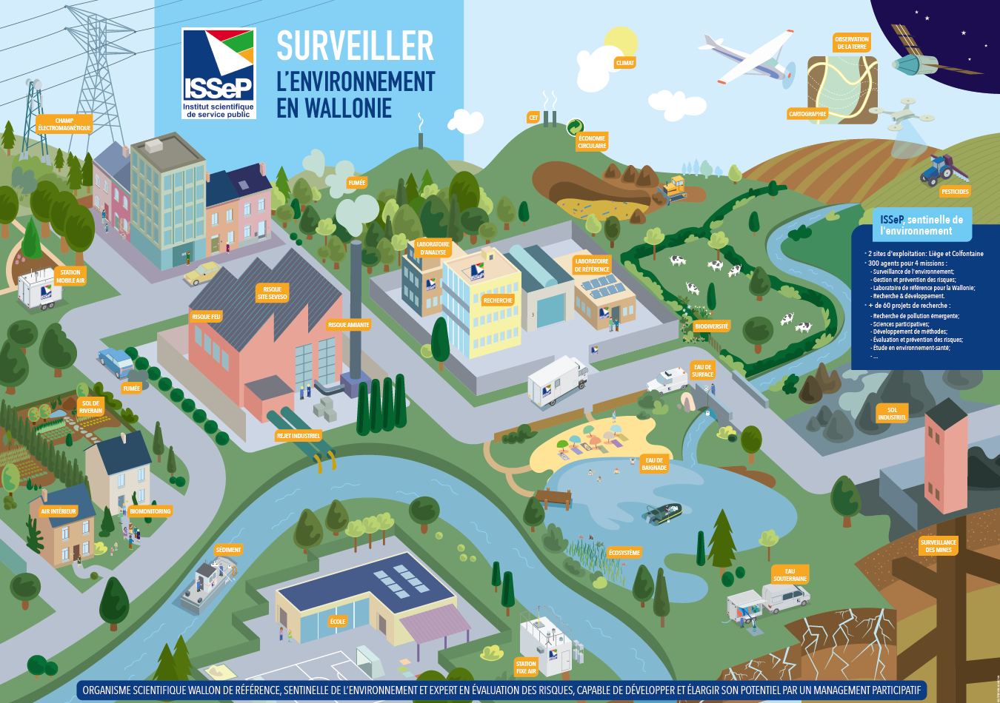 SURVEILLER
L'ENVIRONNEMENT
EN WALLONIE
ISSeP
Institut scientifique
de service public
CHAMP
ÉLECTROMAGNÉTIQUE
CLIMAT
OBSERVATION
DE LA TERRE
CARTOGRAPHIE
CET
ÉCONOMIE
CIRCULAIRE
FUMÉE
PESTICIDES
ISSeP, sentinelle de
l'environnement
• 2 sites d'exploitation: Liège et Colfontaine
• 300 agents pour 4 missions :
- Surveillance de l'environnement;
- Gestion et prévention des risques;
- Laboratoire de référence pour la Wallonie;
- Recherche & développement.
• + de 60 projets de recherche :
- Recherche de pollution émergente;
- Sciences participatives;
- Développement de méthodes;
- Évaluation et prévention des risques;
- Étude en environnement-santé;
- ...
LABORATOIRE
D'ANALYSE
LABORATOIRE
DE RÉFÉRENCE
STATION
MOBILE AIR
ISSeP
RISQUE
SITE SEVESO
RECHERCHE
RISQUE FEU
RISQUE AMIANTE
BIODIVERSITÉ
EAU DE
SURFACE
FUMÉE
SOL DE
RIVERAIN
SOL
INDUSTRIEL
REJET INDUSTRIEL
EAU DE
BAIGNADE
AIR INTÉRIEUR
BIOMONITORING
SÉDIMENT
ÉCOSYSTÈME
SURVEILLANCE
DES MINES
EAU
SOUTERRAINE
ÉCOLE
STATION
FIXE AIR
ORGANISME SCIENTIFIQUE WALLON DE RÉFÉRENCE, SENTINELLE DE L'ENVIRONNEMENT ET EXPERT EN ÉVALUATION DES RISQUES, CAPABLE DE DÉVELOPPER ET ÉLARGIR SON POTENTIEL PAR UN MANAGEMENT PARTICIPATIF